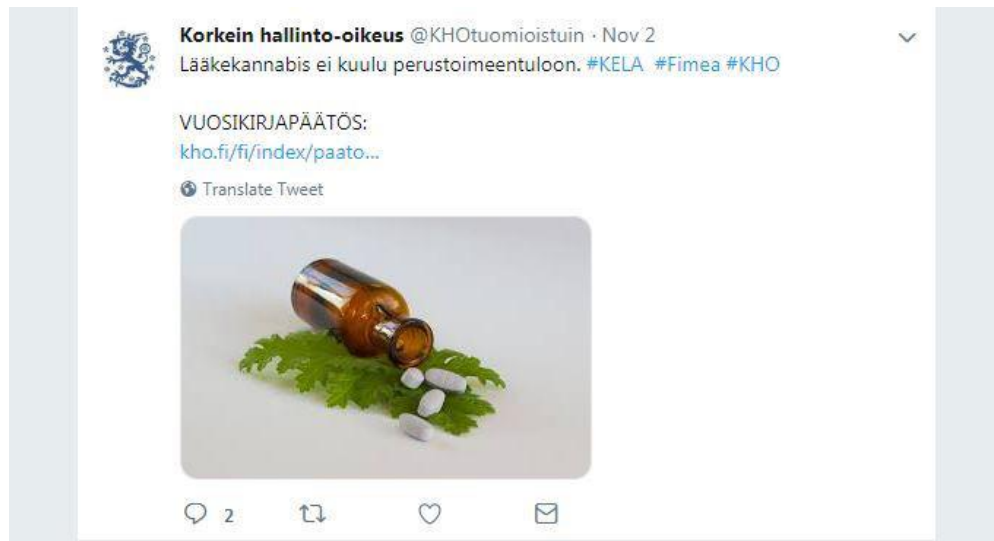 Korkein hallinto-oikeus @KHOtuomioistuin · Nov 2
Lääkekannabis ei kuulu perustoimeentuloon. #KELA #Fimea #KHO
VUOSIKIRJAPÄÄTÖS:
kho.fi/fi/index/paato...
Translate Tweet
2